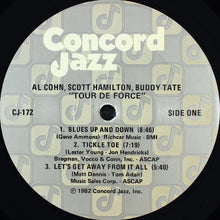 Concord
Jazz
AL COHN, SCOTT HAMILTON, BUDDY TATE
"TOUR DE FORCE"
CJ-172
SIDE ONE
1. BLUES UP AND DOWN (8:46)
(Gene Ammons) Richcar Music - BMI
2. TICKLE TOE (7:19)
(Lester Young - Jon Hendricks)
Bregman, Vocco & Conn, Inc. - ASCAP
3. LET'S GET AWAY FROM IT ALL (5:40)
(Matt Dennis - Tom Adair)
Music Sales Corp. - ASCAP
℗ 1982 Concord Jazz, Inc.